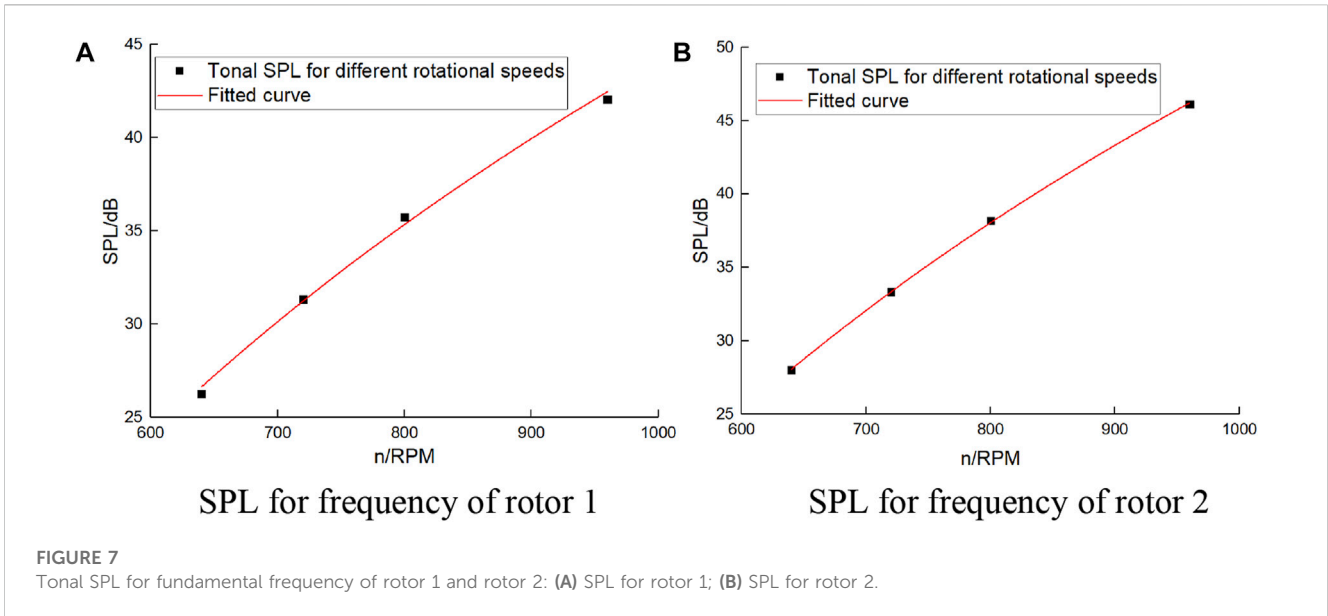 A
45
40
35
30
25
SPL/dB
Tonal SPL for different rotational speeds
Fitted curve
600
700
800
900
1000
n/RPM
SPL for frequency of rotor 1
B
50
45
40
35
30
25
SPL/dB
Tonal SPL for different rotational speeds
Fitted curve
600
700
800
900
1000
n/RPM
SPL for frequency of rotor 2
FIGURE 7
Tonal SPL for fundamental frequency of rotor 1 and rotor 2: (A) SPL for rotor 1; (B) SPL for rotor 2.